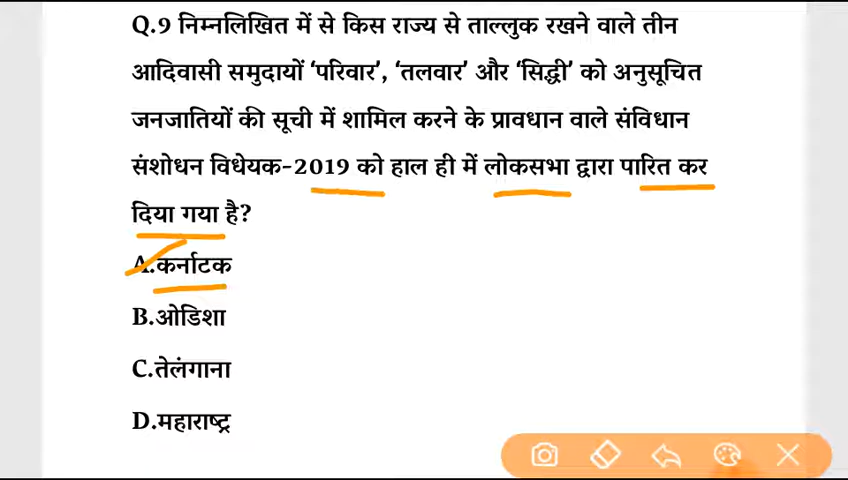 Q.9 निम्नलिखित में से किस राज्य से ताल्लुक रखने वाले तीन
आदिवासी समुदायों ‘परिवार’, ‘तलवार’ और ‘सिद्धी’ को अनुसूचित
जनजातियों की सूची में शामिल करने के प्रावधान वाले संविधान
संशोधन विधेयक-2019 को हाल ही में लोकसभा द्वारा पारित कर
दिया गया है?
A.कर्नाटक
B.ओडिशा
C.तेलंगाना
D.महाराष्ट्र